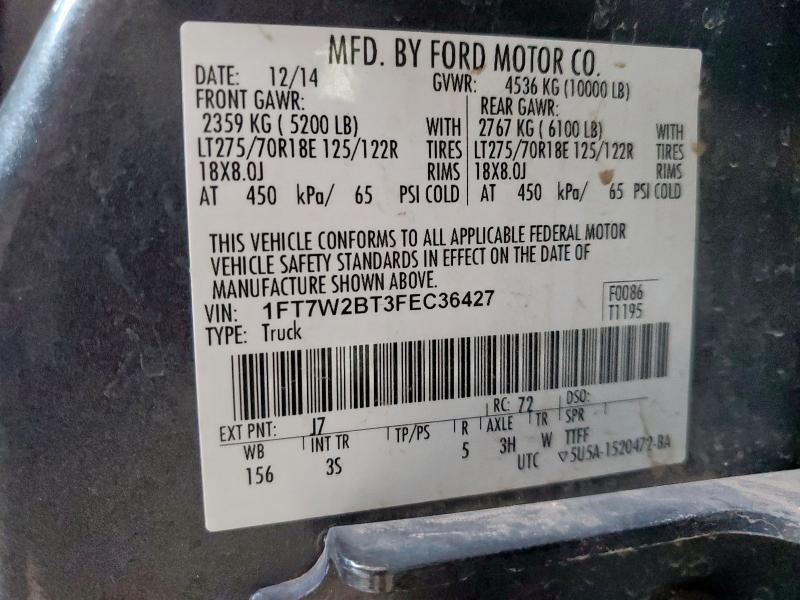 MFD. BY FORD MOTOR CO.
DATE: 12/14 GVWR: 4536 KG (10000 LB)
FRONT GAWR: REAR GAWR:
2359 KG ( 5200 LB) WITH 2767 KG ( 6100 LB) WITH
LT275/70R18E 125/122R TIRES LT275/70R18E 125/122R TIRES
18X8.0J RIMS 18X8.0J RIMS
AT 450 kPa/ 65 PSI COLD AT 450 kPa/ 65 PSI COLD
THIS VEHICLE CONFORMS TO ALL APPLICABLE FEDERAL MOTOR
VEHICLE SAFETY STANDARDS IN EFFECT ON THE DATE OF
MANUFACTURE SHOWN ABOVE.
VIN: 1FT7W2BT3FEC36427 F0086
TYPE: Truck T1195
EXT PNT: J7 RC: 72 DSO:
WB INT TR TP/PS R AXLE TR SPR
156 3S 5 3H W TTFF
UTC ▽5U5A-1520472-BA